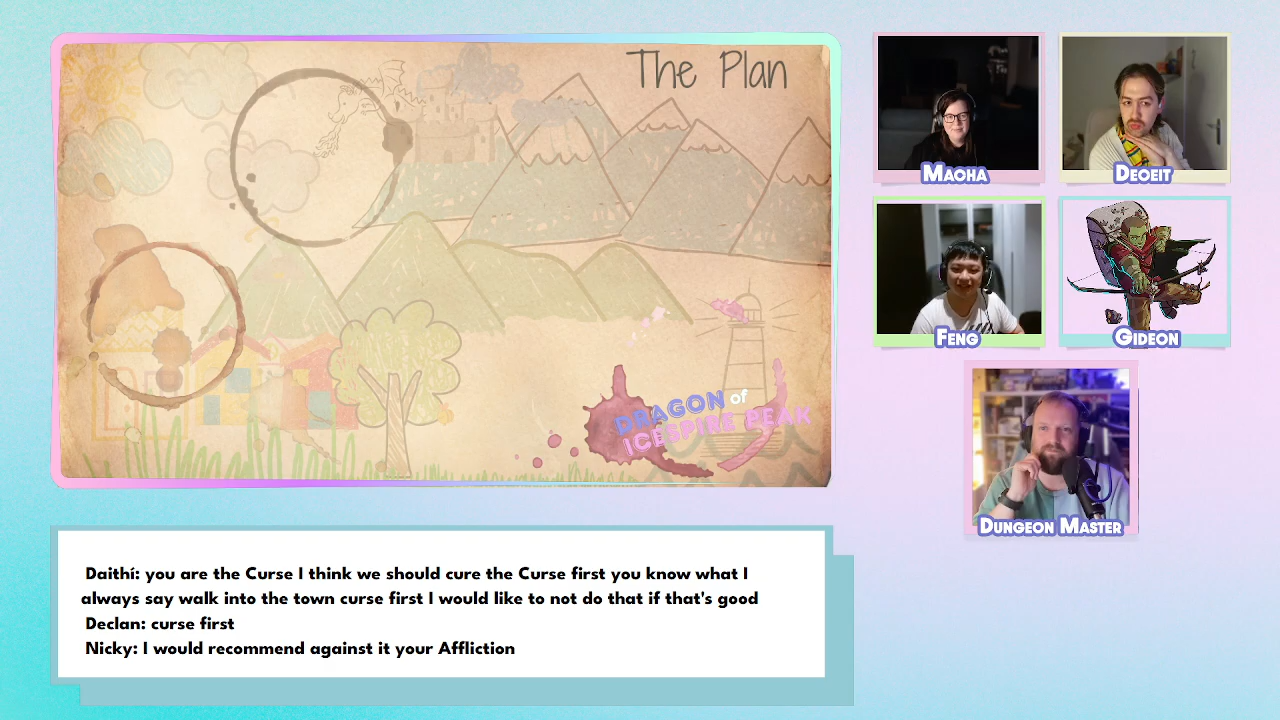 The Plan
DRAGON of
ICESPIRE PEAK
Macha
Deoeit
Feng
Gideon
Dungeon Master
Daithí: you are the Curse I think we should cure the Curse first you know what I
always say walk into the town curse first I would like to not do that if that's good
Declan: curse first
Nicky: I would recommend against it your Affliction